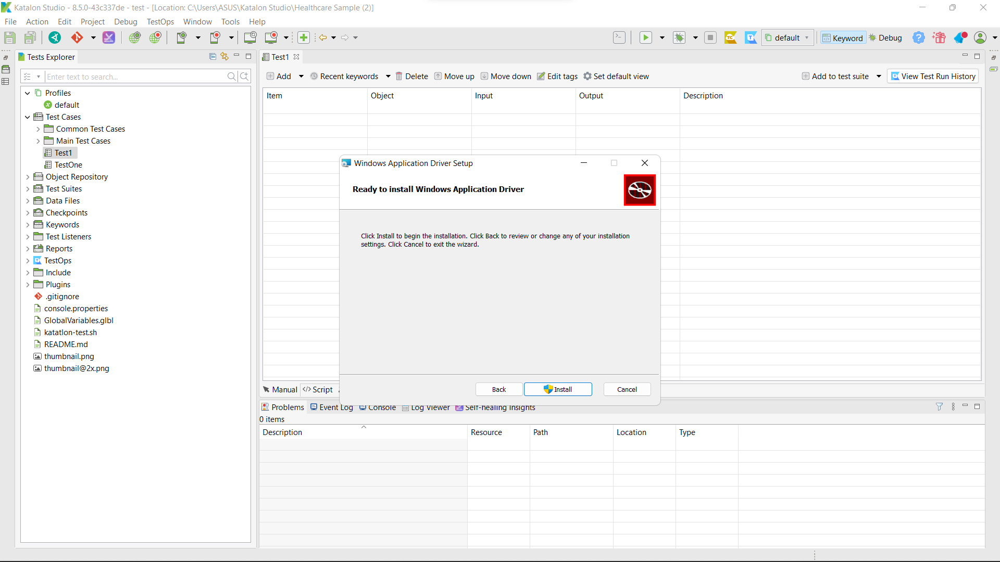 Katalon Studio - 8.5.0-43c337de - test - [Location: C:\Users\ASUS\Katalon Studio\Healthcare Sample (2)]
File Action Edit Project Debug TestOps Window Tools Help
default Keyword Debug
Tests Explorer
Enter text to search...
Profiles
default
Test Cases
Common Test Cases
Main Test Cases
Test1
TestOne
Object Repository
Test Suites
Data Files
Checkpoints
Keywords
Test Listeners
Reports
TestOps
Include
Plugins
.gitignore
console.properties
GlobalVariables.glbl
katatlon-test.sh
README.md
thumbnail.png
thumbnail@2x.png
Test1
Add Recent keywords Delete Move up Move down Edit tags Set default view Add to test suite View Test Run History
Item Object Input Output Description
Windows Application Driver Setup
Ready to install Windows Application Driver
Click Install to begin the installation. Click Back to review or change any of your installation
settings. Click Cancel to exit the wizard.
Back Install Cancel
Manual Script
Problems Event Log Console Log Viewer Self-healing Insights
0 items
Description Resource Path Location Type